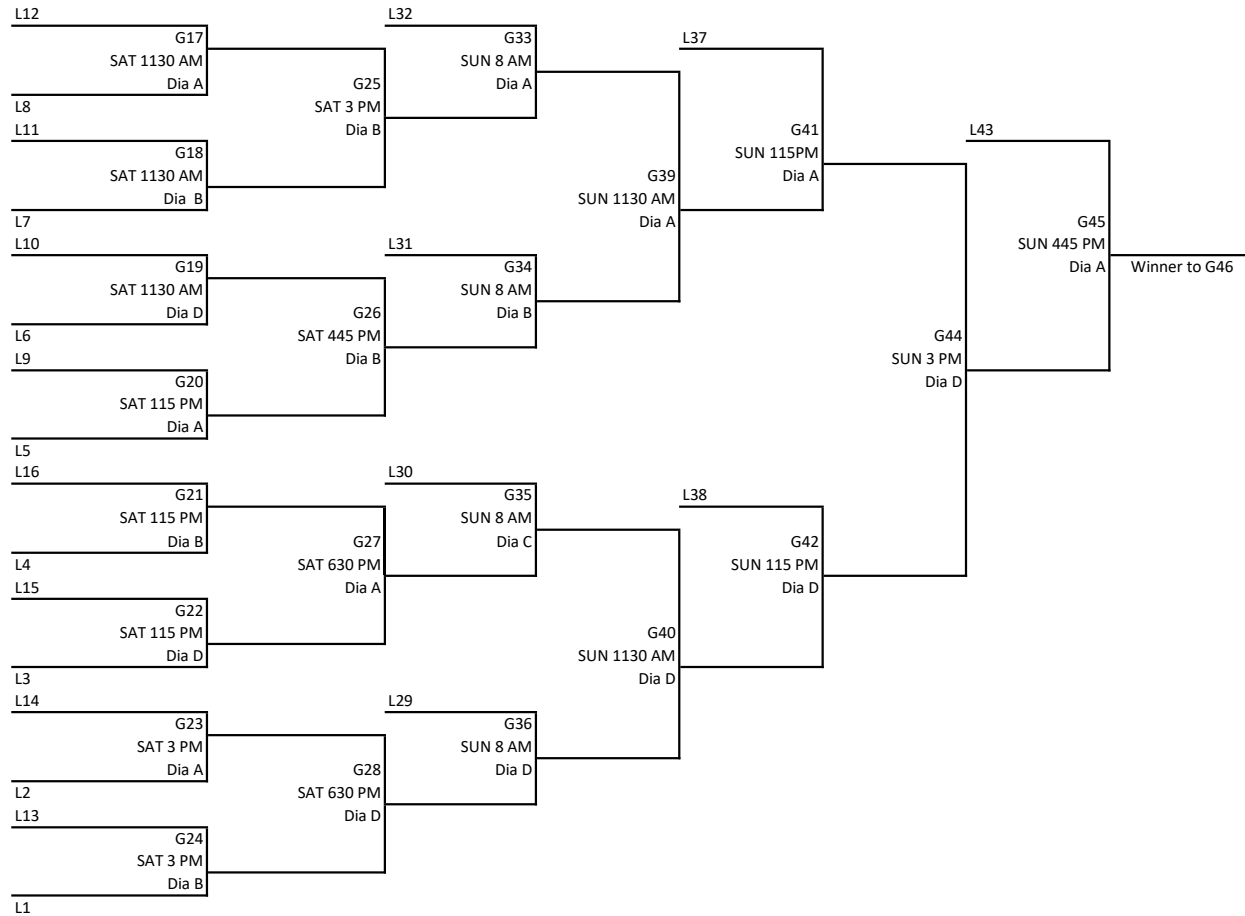 L12
G17
SAT 1130 AM
Dia A
L8
L11
G18
SAT 1130 AM
Dia  B
L7
L10
G19
SAT 1130 AM
Dia D
L6
L9
G20
SAT 115 PM
Dia A
L5
L16
G21
SAT 115 PM
Dia B
L4
L15
G22
SAT 115 PM
Dia D
L3
L14
G23
SAT 3 PM
Dia A
L2
L13
G24
SAT 3 PM
Dia B
L1
G25
SAT 3 PM
Dia B
G26
SAT 445 PM
Dia B
G27
SAT 630 PM
Dia A
G28
SAT 630 PM
Dia D
L32
G33
SUN 8 AM
Dia A
L31
G34
SUN 8 AM
Dia B
L30
G35
SUN 8 AM
Dia C
L29
G36
SUN 8 AM
Dia D
G39
SUN 1130 AM
Dia A
G40
SUN 1130 AM
Dia D
L37
G41
SUN 115PM
Dia A
L38
G42
SUN 115 PM
Dia D
G44
SUN 3 PM
Dia D
L43
G45
SUN 445 PM
Dia A
Winner to G46